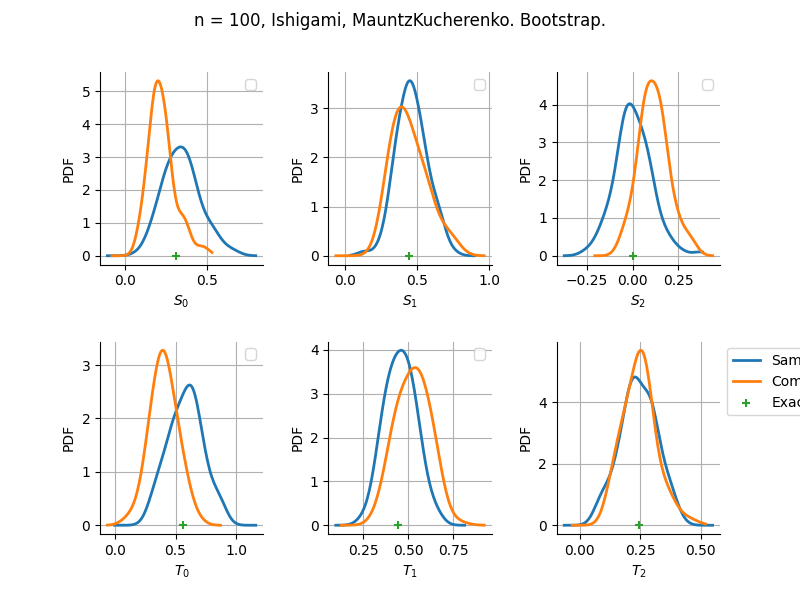 n = 100, Ishigami, MauntzKucherenko. Bootstrap.
5
4
3
2
1
0
PDF
0.0 0.5
S₀
3
2
1
0
PDF
0.0 0.5 1.0
S₁
4
3
2
1
0
PDF
−0.25 0.00 0.25
S₂
3
2
1
0
PDF
0.0 0.5 1.0
T₀
4
3
2
1
0
PDF
0.25 0.50 0.75
T₁
4
2
0
PDF
0.00 0.25 0.50
T₂
Sam
Com
Exac